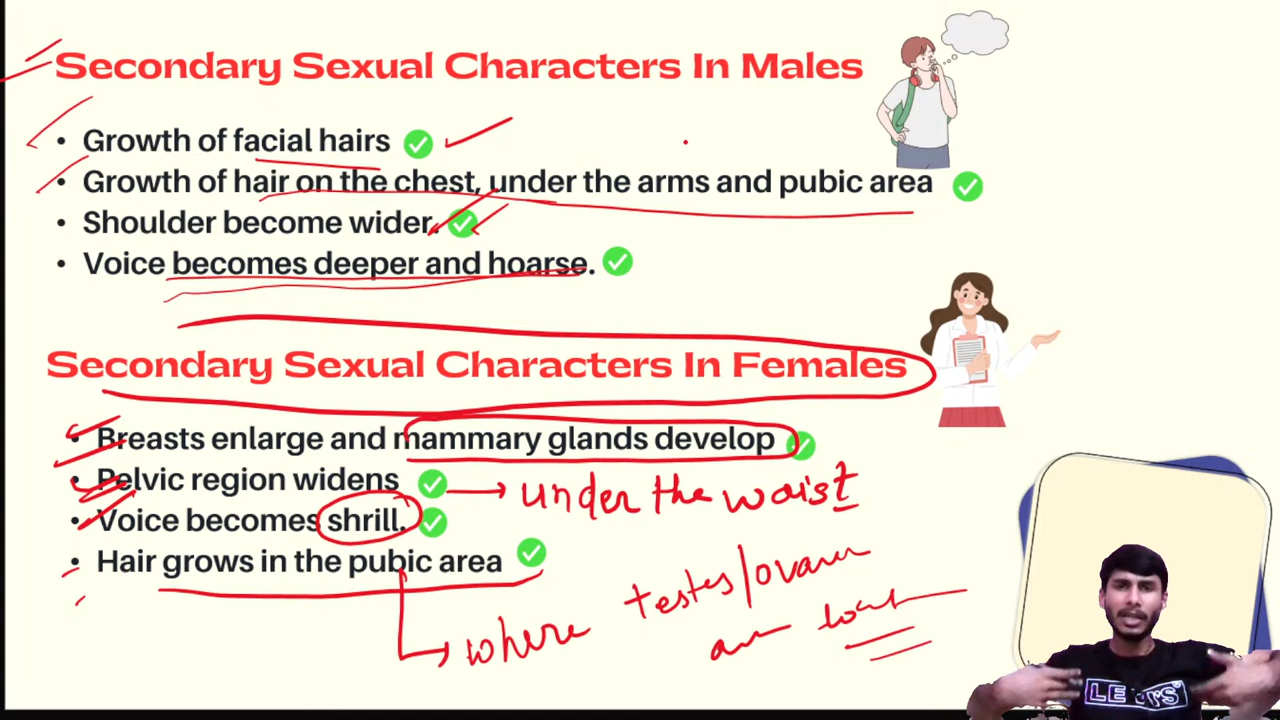 Secondary Sexual Characters In Males
• Growth of facial hairs
• Growth of hair on the chest, under the arms and pubic area
• Shoulder become wider.
• Voice becomes deeper and hoarse.
Secondary Sexual Characters In Females
• Breasts enlarge and mammary glands develop
• Pelvic region widens
under the waist
• Voice becomes shrill.
• Hair grows in the pubic area
where testes/